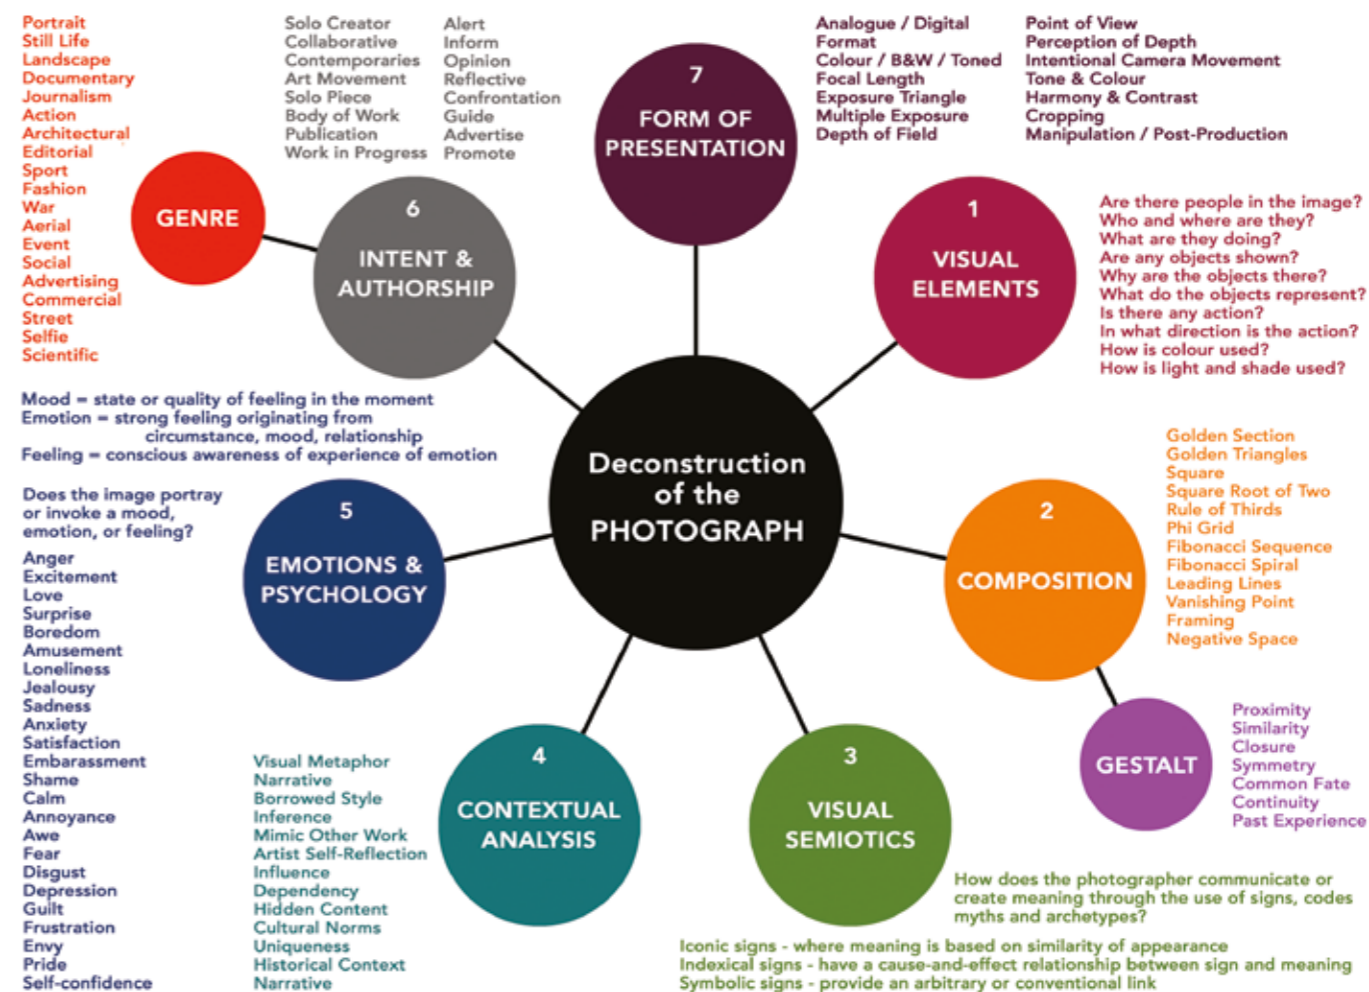 Deconstruction
of the
PHOTOGRAPH
1
VISUAL
ELEMENTS
Are there people in the image?
Who and where are they?
What are they doing?
Are any objects shown?
Why are the objects there?
What do the objects represent?
Is there any action?
In what direction is the action?
How is colour used?
How is light and shade used?
2
COMPOSITION
Golden Section
Golden Triangles
Square
Square Root of Two
Rule of Thirds
Phi Grid
Fibonacci Sequence
Fibonacci Spiral
Leading Lines
Vanishing Point
Framing
Negative Space
GESTALT
Proximity
Similarity
Closure
Symmetry
Common Fate
Continuity
Past Experience
3
VISUAL
SEMIOTICS
How does the photographer communicate or
create meaning through the use of signs, codes
myths and archetypes?
Iconic signs - where meaning is based on similarity of appearance
Indexical signs - have a cause-and-effect relationship between sign and meaning
Symbolic signs - provide an arbitrary or conventional link
4
CONTEXTUAL
ANALYSIS
Visual Metaphor
Narrative
Borrowed Style
Inference
Mimic Other Work
Artist Self-Reflection
Influence
Dependency
Hidden Content
Cultural Norms
Uniqueness
Historical Context
Narrative
5
EMOTIONS &
PSYCHOLOGY
Mood = state or quality of feeling in the moment
Emotion = strong feeling originating from
circumstance, mood, relationship
Feeling = conscious awareness of experience of emotion
Does the image portray
or invoke a mood,
emotion, or feeling?
Anger
Excitement
Love
Surprise
Boredom
Amusement
Loneliness
Jealousy
Sadness
Anxiety
Satisfaction
Embarassment
Shame
Calm
Annoyance
Awe
Fear
Disgust
Depression
Guilt
Frustration
Envy
Pride
Self-confidence
6
INTENT &
AUTHORSHIP
Solo Creator
Collaborative
Contemporaries
Art Movement
Solo Piece
Body of Work
Publication
Work in Progress
Alert
Inform
Opinion
Reflective
Confrontation
Guide
Advertise
Promote
GENRE
Portrait
Still Life
Landscape
Documentary
Journalism
Action
Architectural
Editorial
Sport
Fashion
War
Aerial
Event
Social
Advertising
Commercial
Street
Selfie
Scientific
7
FORM OF
PRESENTATION
Analogue / Digital
Format
Colour / B&W / Toned
Focal Length
Exposure Triangle
Multiple Exposure
Depth of Field
Point of View
Perception of Depth
Intentional Camera Movement
Tone & Colour
Harmony & Contrast
Cropping
Manipulation / Post-Production